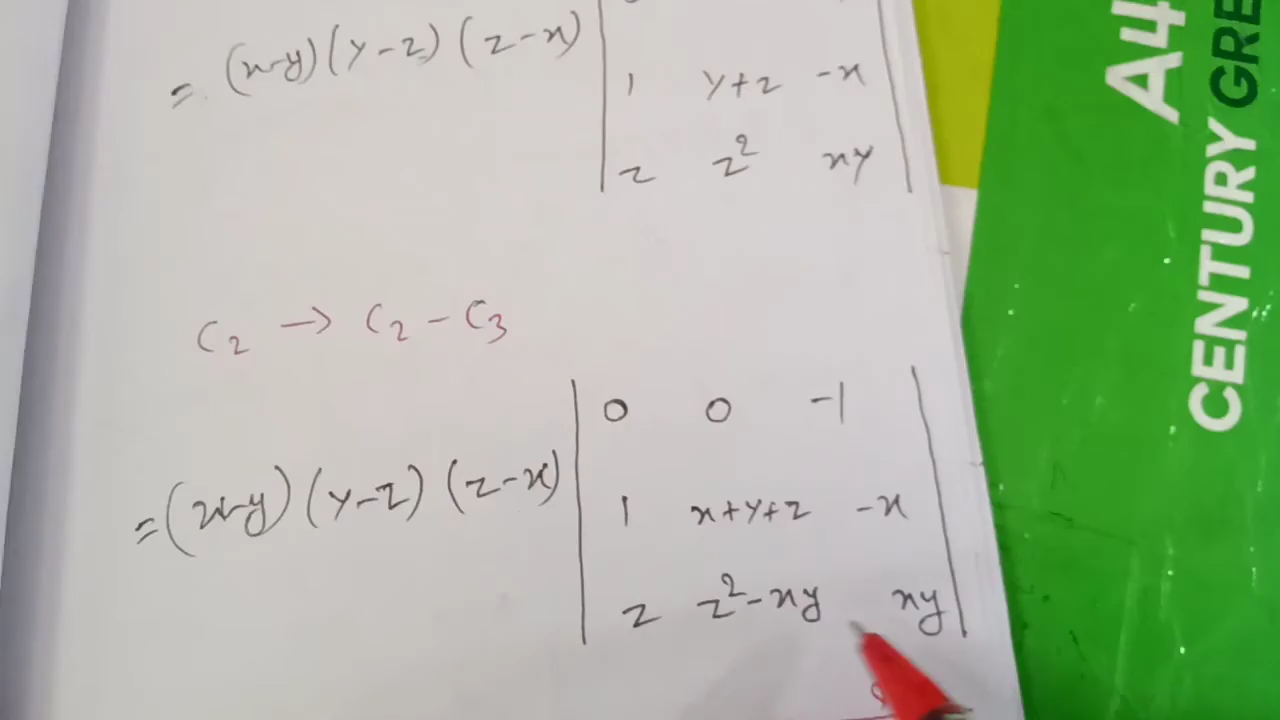 = (x-y)(y-z)(z-x)
1 y+z -x
z z² xy
C₂ → C₂ - C₃
0 0 -1
= (x-y)(y-z)(z-x) 1 x+y+z -x
z z²-xy xy
A4
CENTURY GRE